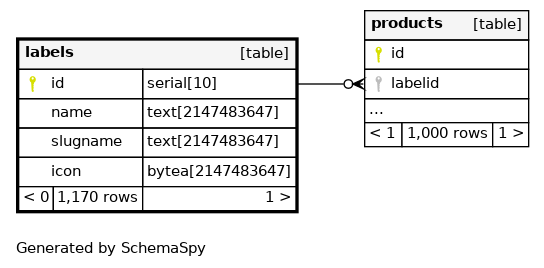 labels [table]
id serial[10]
name text[2147483647]
slugname text[2147483647]
icon bytea[2147483647]
< 0 1,170 rows 1 >
products [table]
id
labelid
...
< 1 1,000 rows 1 >
Generated by SchemaSpy